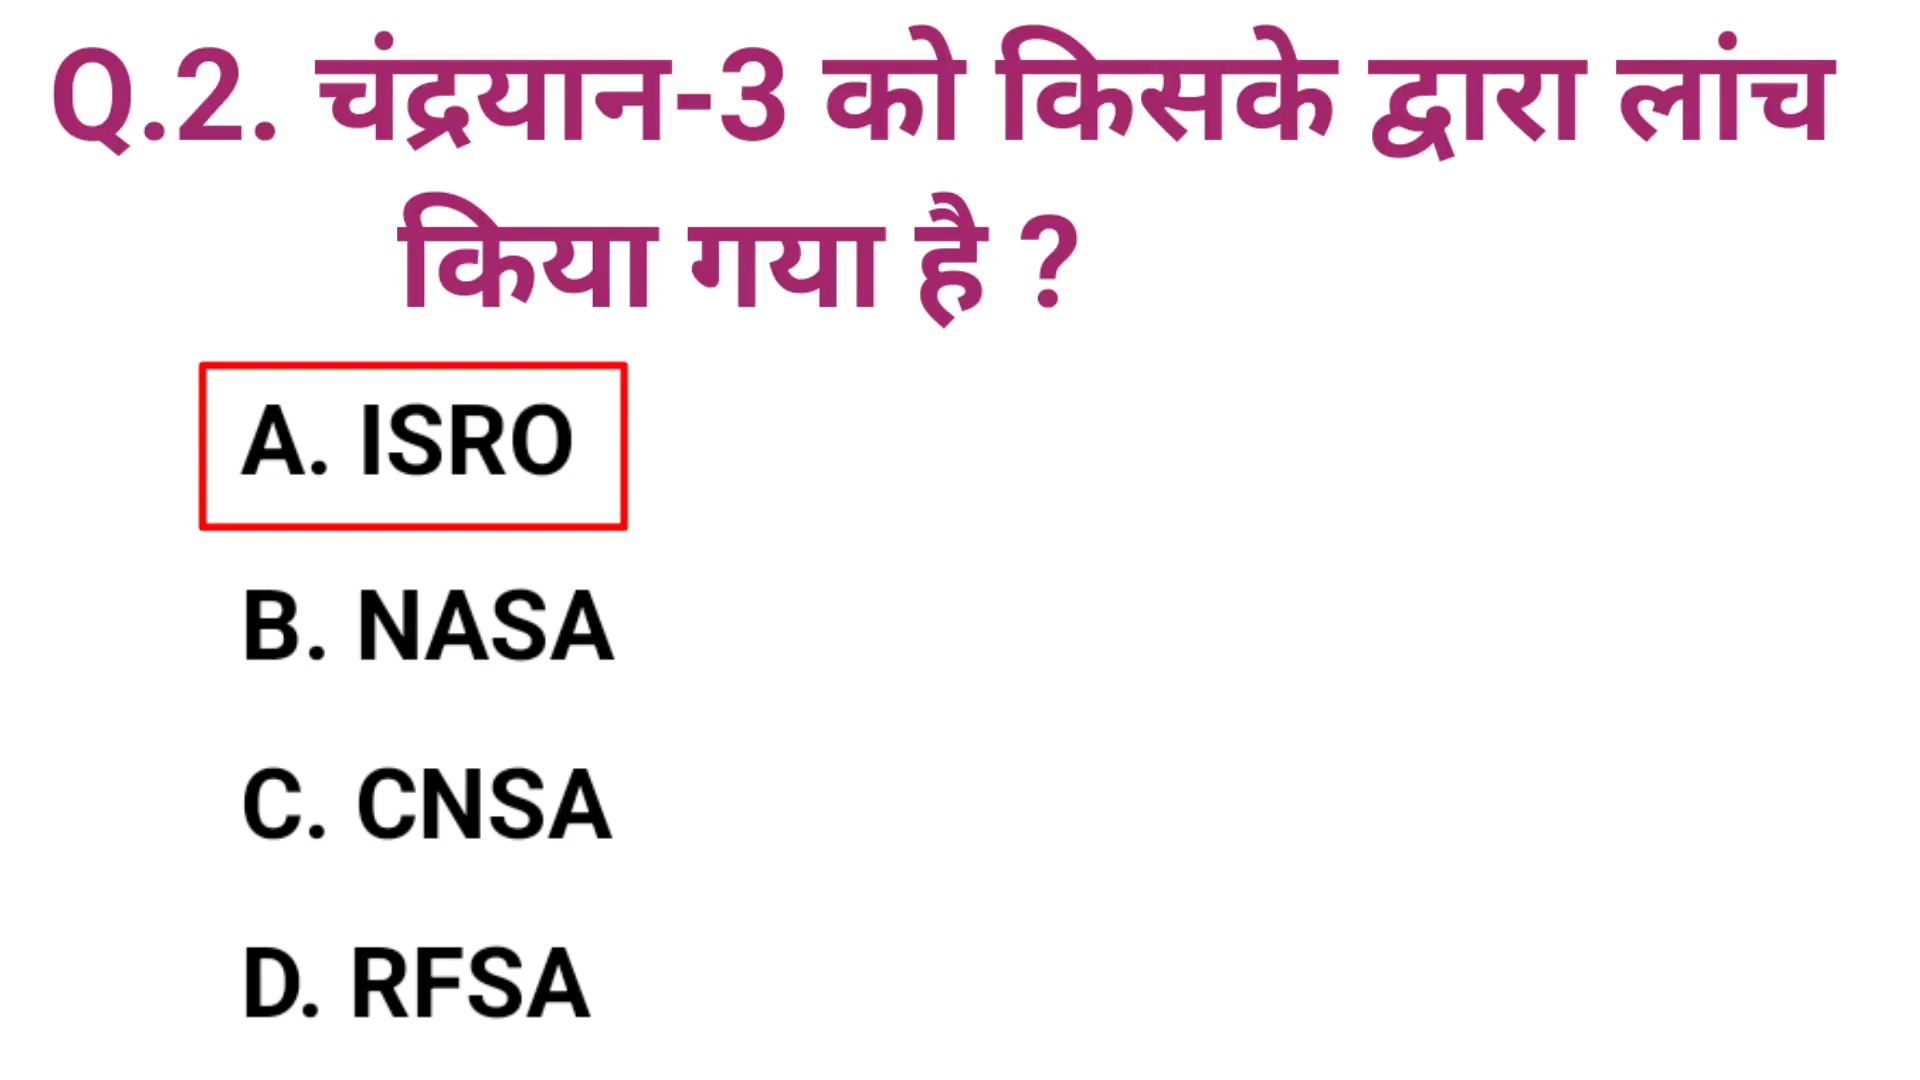 Q.2. चंद्रयान-3 को किसके द्वारा लांच
किया गया है ?
A. ISRO
B. NASA
C. CNSA
D. RFSA